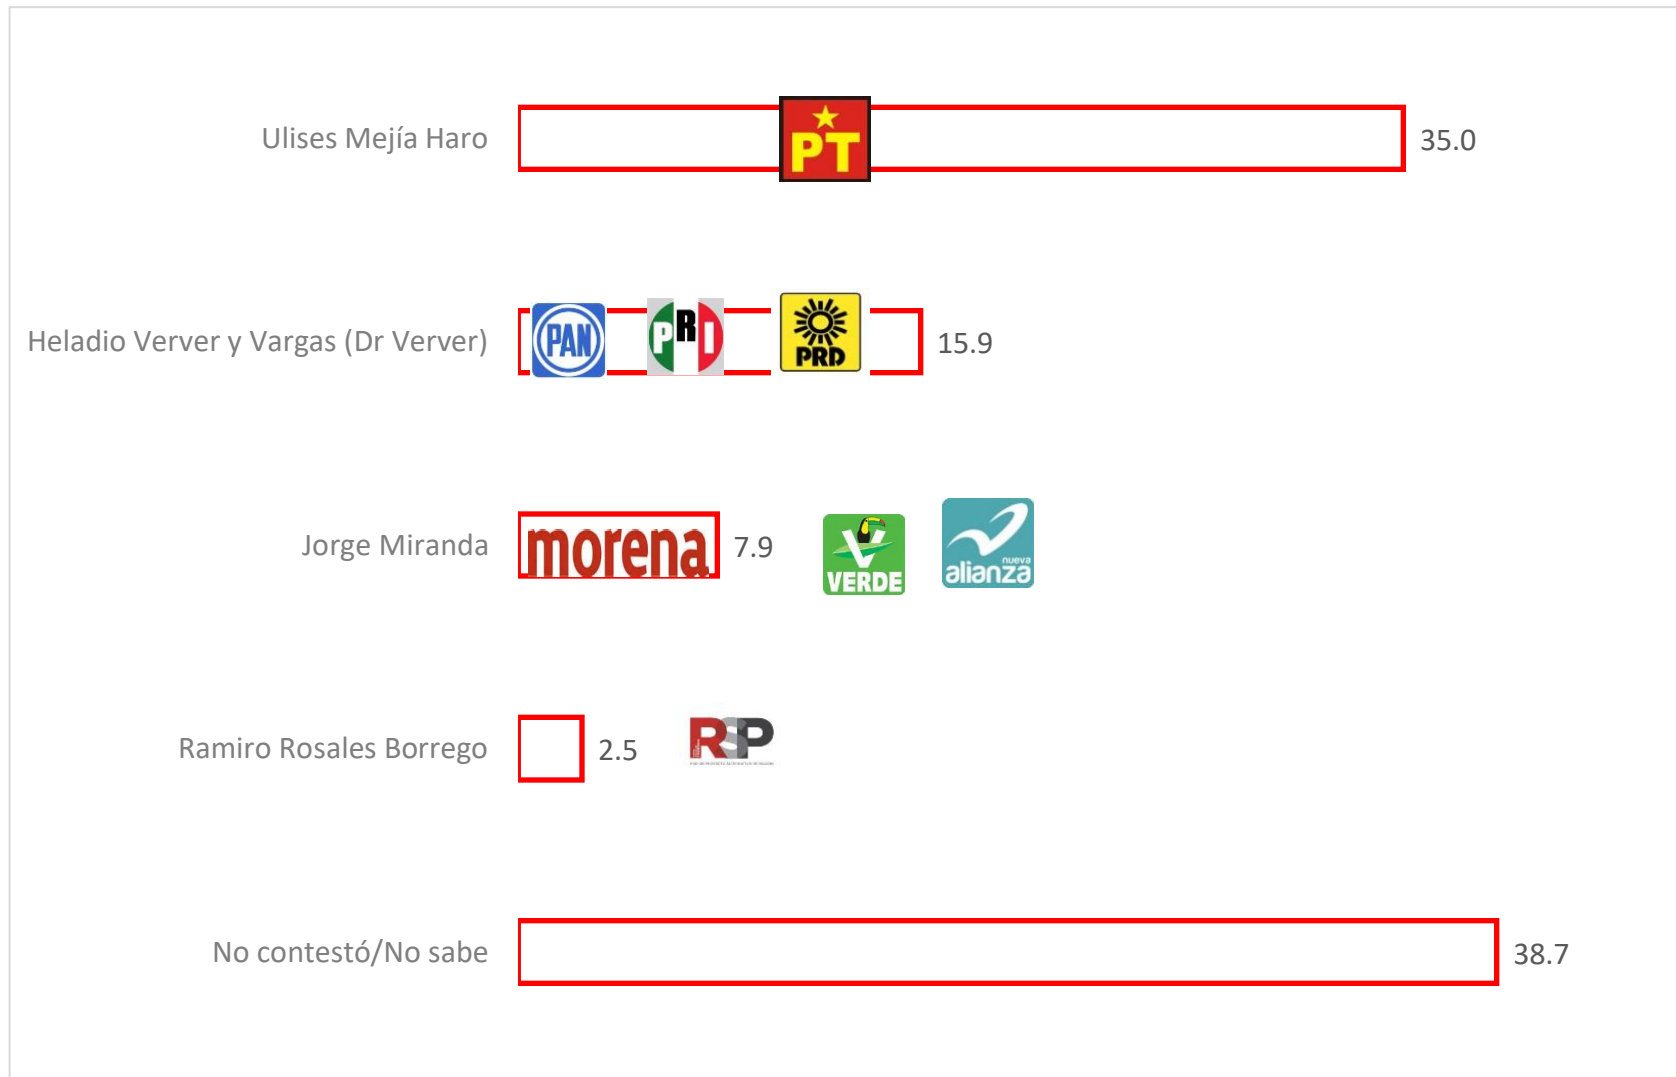 Ulises Mejía Haro
PT
35.0
Heladio Verver y Vargas (Dr Verver)
PAN
PRI
PRD
15.9
Jorge Miranda
morena
7.9
VERDE
nueva
alianza
Ramiro Rosales Borrego
2.5
RSP
No contestó/No sabe
38.7